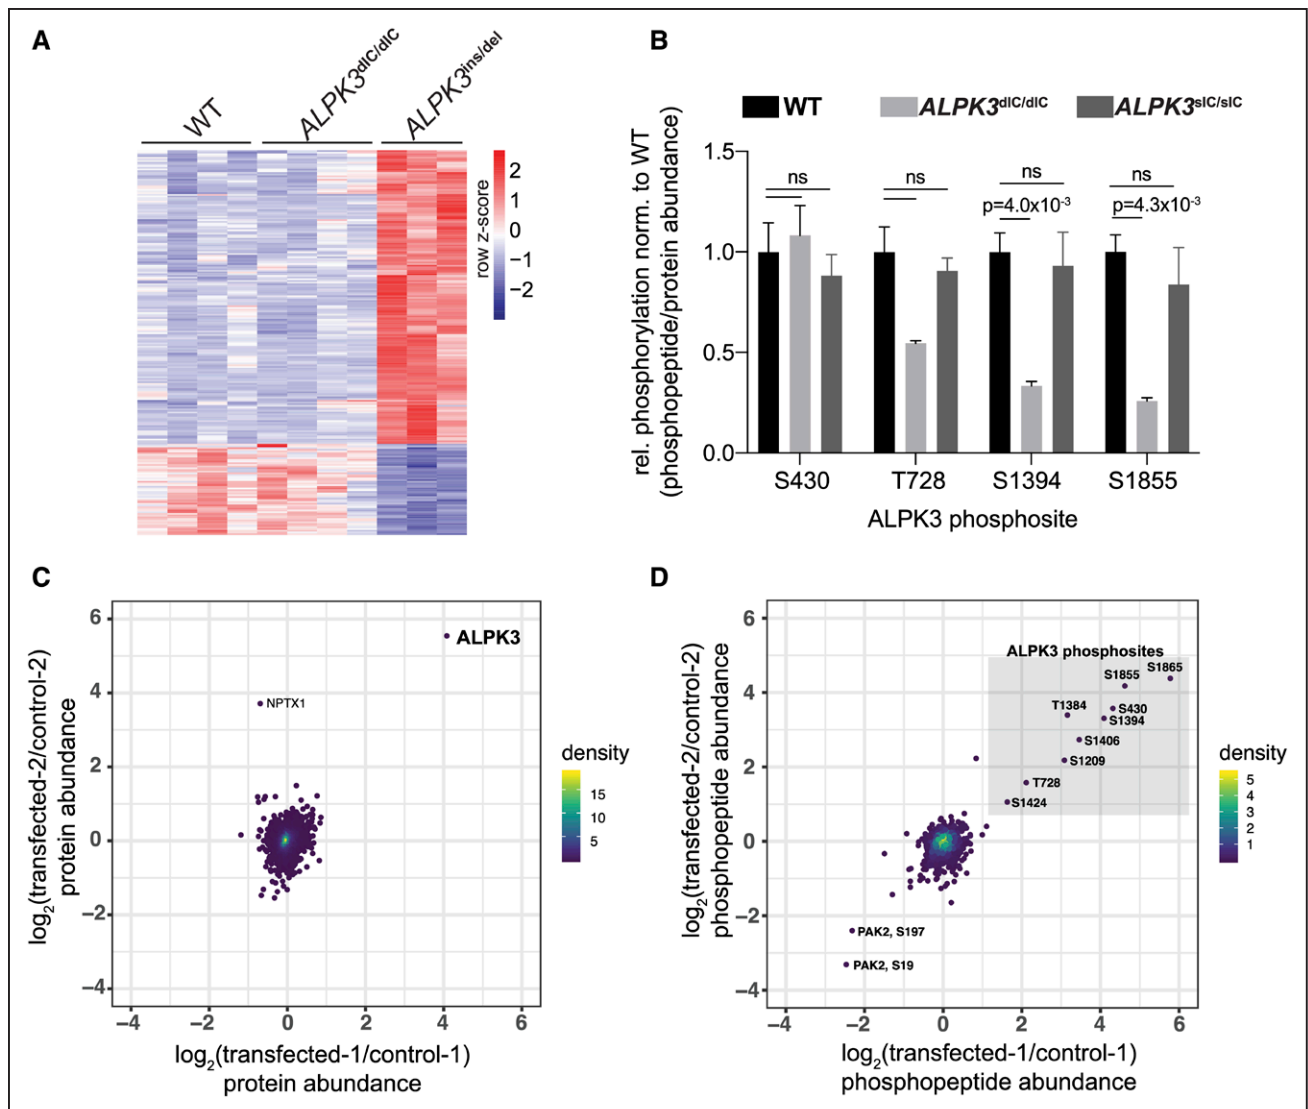 A
WT
ALPK3dIC/dIC
ALPK3ins/del
2
1
0
−1
−2
row z-score
B
WT
ALPK3dIC/dIC
ALPK3sIC/sIC
rel. phosphorylation norm. to WT
(phosphopeptide/protein abundance)
1.5
1.0
0.5
0.0
ns
ns
ns
p=4.0x10-3
ns
p=4.3x10-3
S430
T728
S1394
S1855
ALPK3 phosphosite
C
log2(transfected-2/control-2)
protein abundance
6
4
2
0
−2
−4
ALPK3
NPTX1
−4
−2
0
2
4
6
log2(transfected-1/control-1)
protein abundance
density
15
10
5
D
log2(transfected-2/control-2)
phosphopeptide abundance
6
4
2
0
−2
−4
ALPK3 phosphosites
S1865
S1855
T1384
S430
S1394
S1406
S1209
T728
S1424
PAK2, S197
PAK2, S19
−4
−2
0
2
4
6
log2(transfected-1/control-1)
phosphopeptide abundance
density
5
4
3
2
1